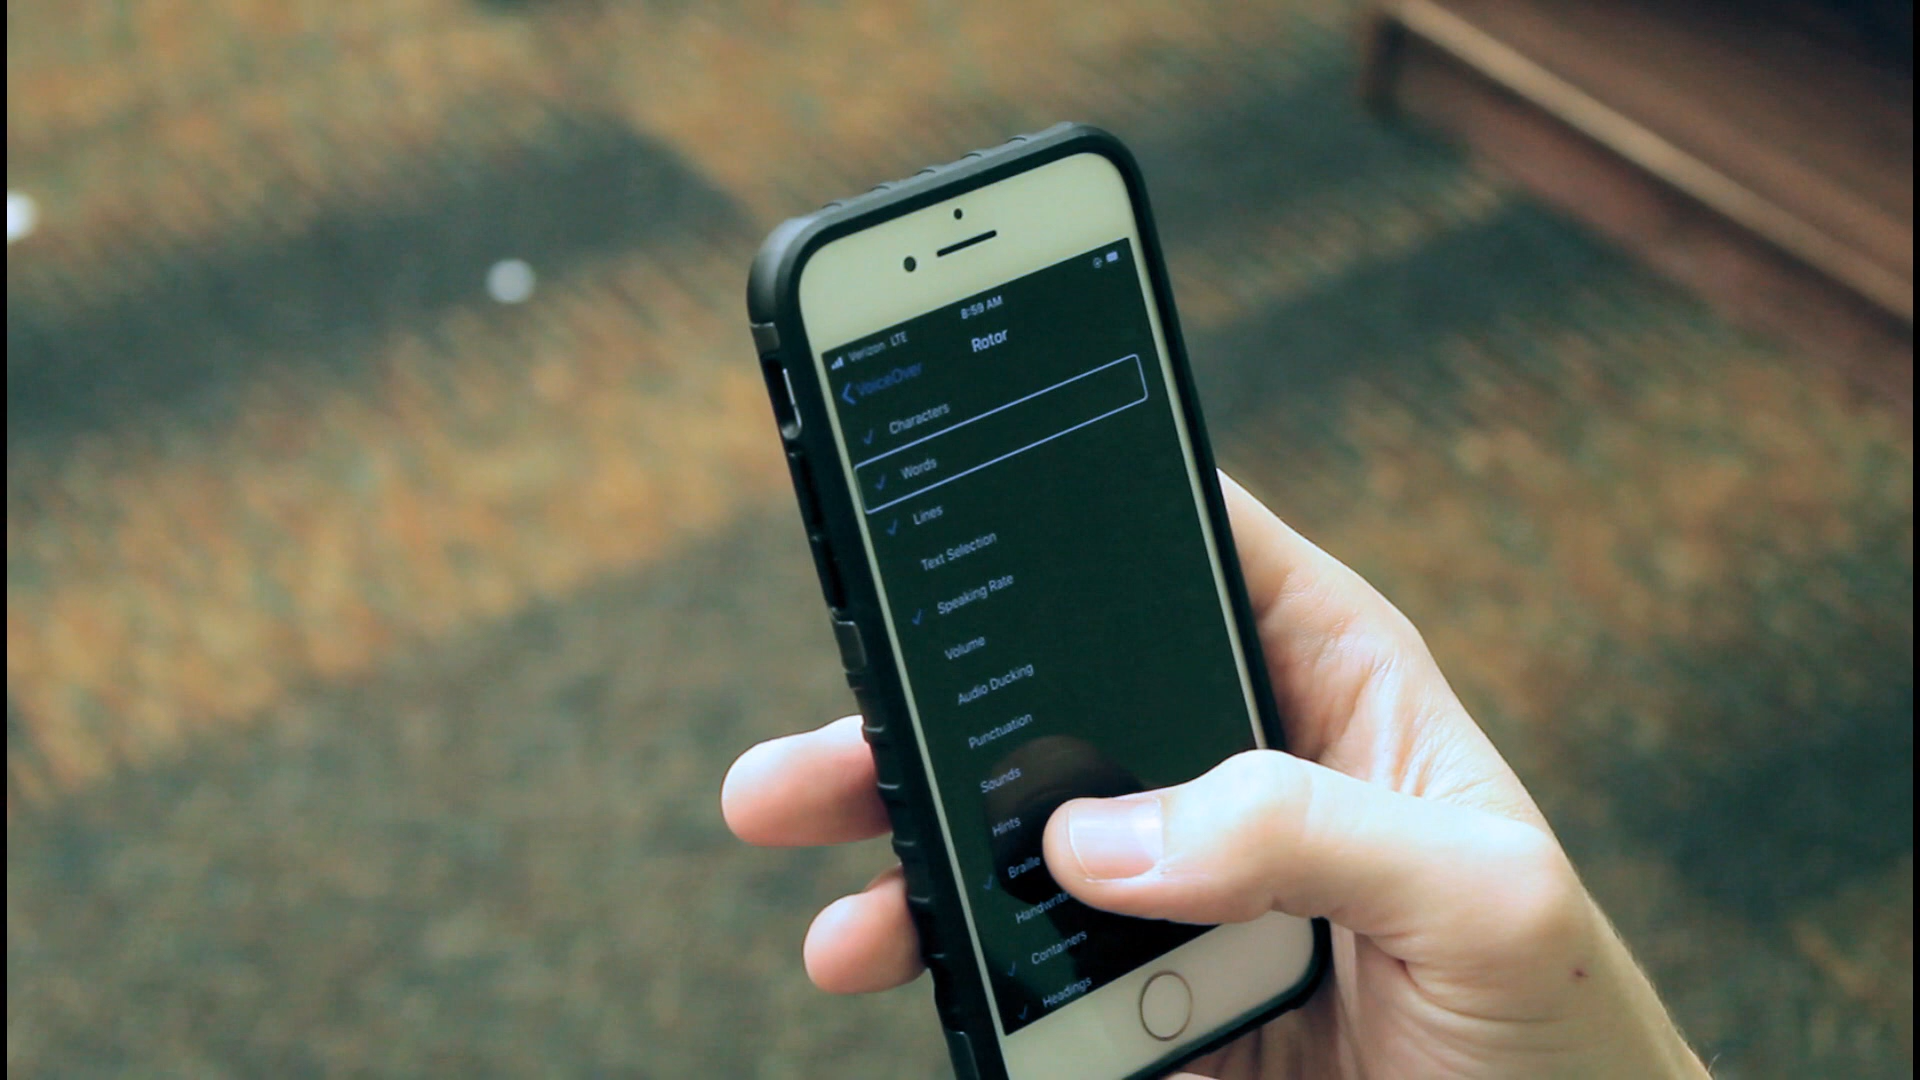 Verizon LTE 8:59 AM
VoiceOver Rotor
Characters
Words
Lines
Text Selection
Speaking Rate
Volume
Audio Ducking
Punctuation
Sounds
Hints
Braille
Containers
Headings